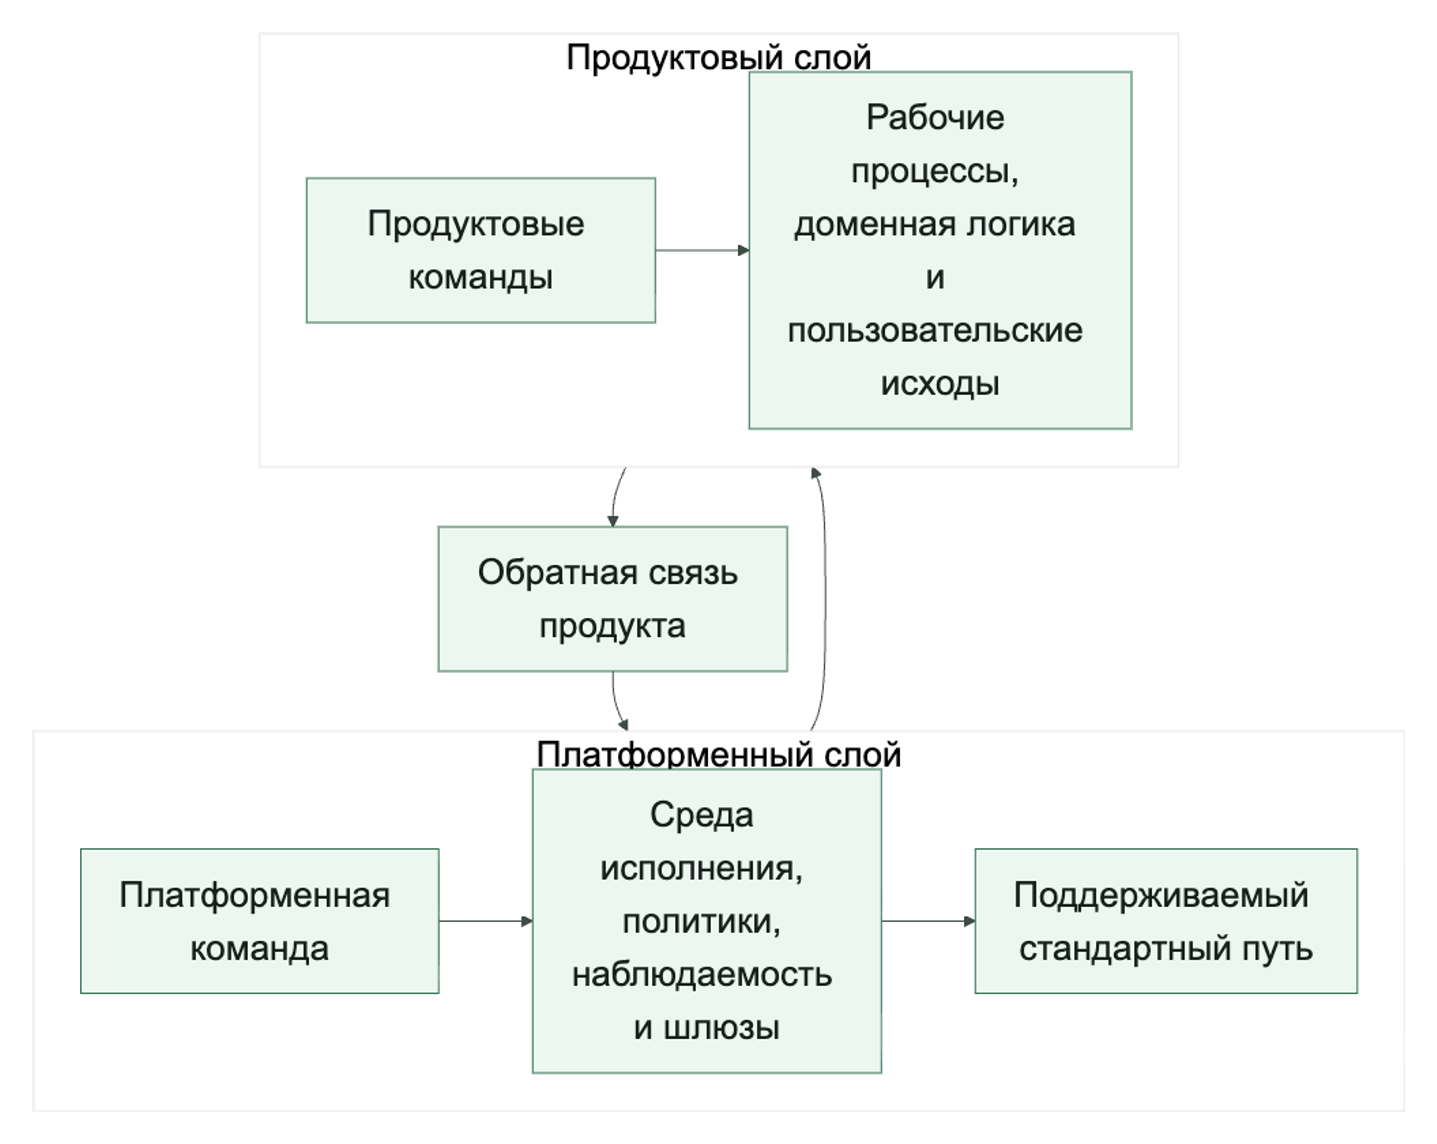 Продуктовый слой
Продуктовые
команды
Рабочие
процессы,
доменная логика
и
пользовательские
исходы
Обратная связь
продукта
Платформенный слой
Платформенная
команда
Среда
исполнения,
политики,
наблюдаемость
и шлюзы
Поддерживаемый
стандартный путь